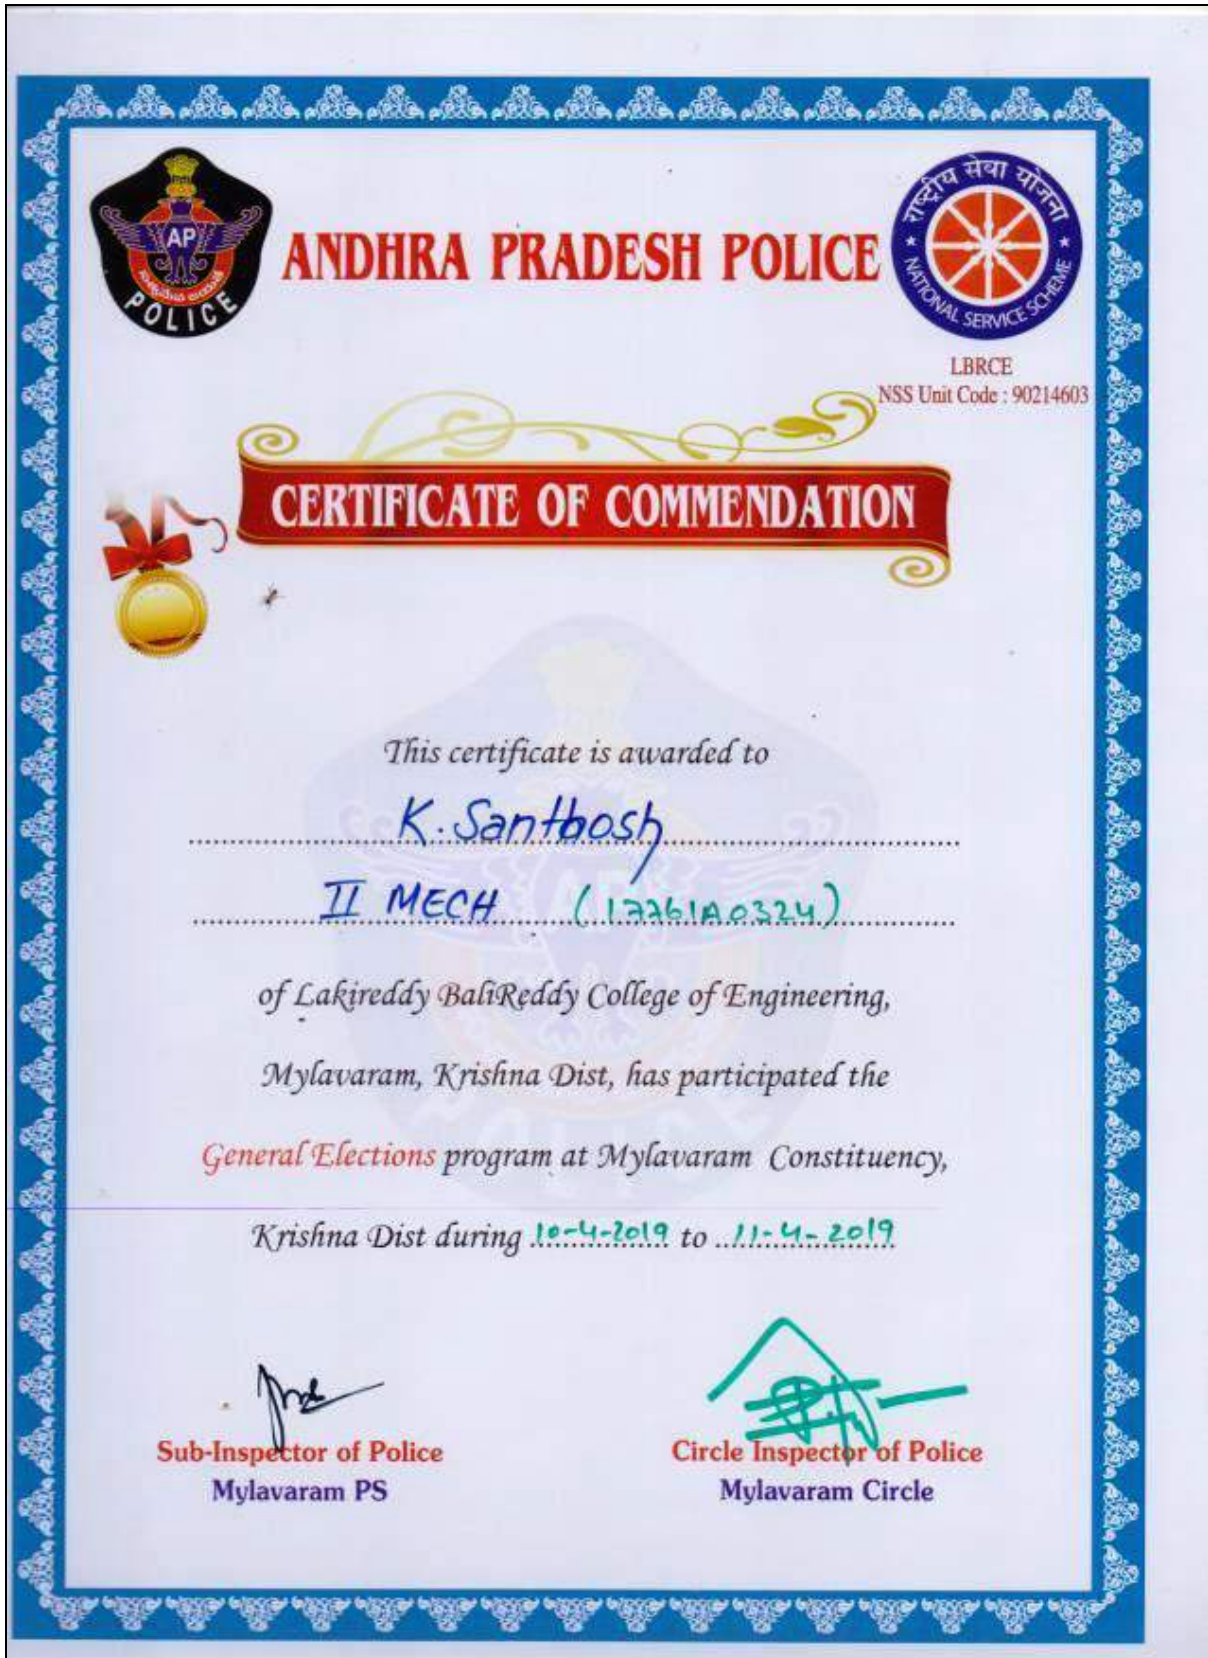 AP
POLICE
ANDHRA PRADESH POLICE
राष्ट्रीय सेवा योजना
NATIONAL SERVICE SCHEME
LBRCE
NSS Unit Code : 90214603
CERTIFICATE OF COMMENDATION
This certificate is awarded to
K. Santhosh
II MECH (17761A0324)
of Lakireddy BaliReddy College of Engineering,
Mylavaram, Krishna Dist, has participated the
General Elections program at Mylavaram Constituency,
Krishna Dist during 10-4-2019 to 11-4-2019
Sub-Inspector of Police
Mylavaram PS
Circle Inspector of Police
Mylavaram Circle